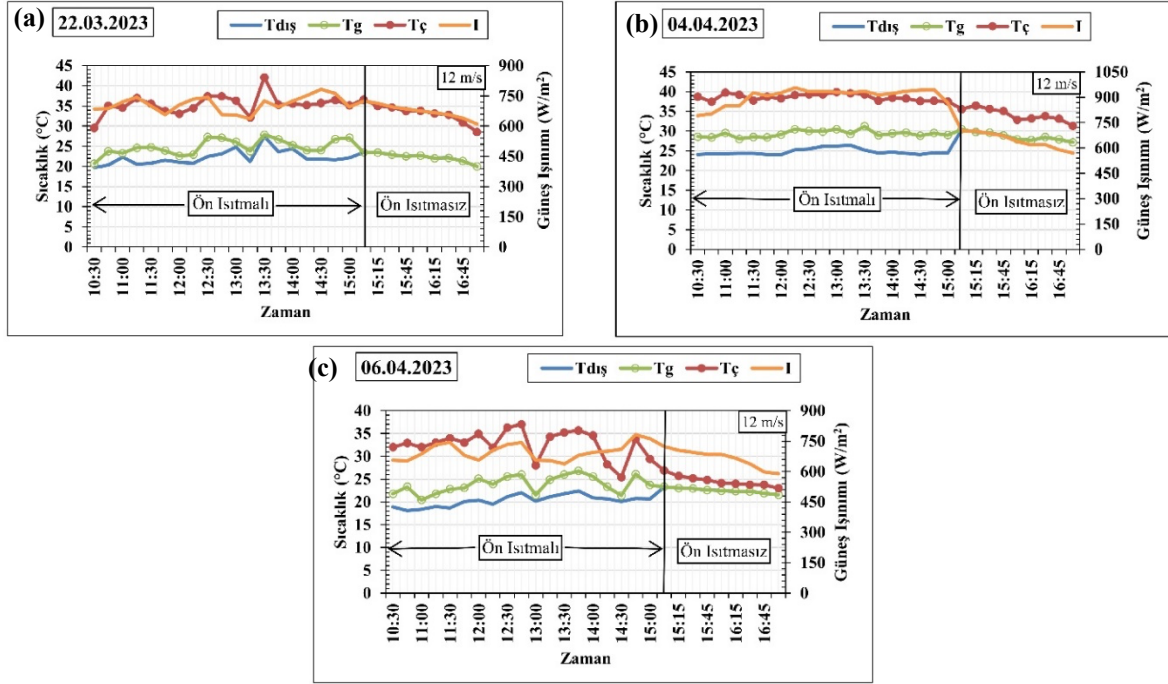 (a) 22.03.2023
Tdış Tg Tç I
45
40
35
30
25
20
15
10
5
0
Sıcaklık (°C)
900
750
600
450
300
150
0
Güneş Işınımı (W/m²)
12 m/s
Ön Isıtmalı
Ön Isıtmasız
10:30 11:00 11:30 12:00 12:30 13:00 13:30 14:00 14:30 15:00 15:15 15:45 16:15 16:45
Zaman
(b) 04.04.2023
Tdış Tg Tç I
45
40
35
30
25
20
15
10
5
0
Sıcaklık (°C)
1050
900
750
600
450
300
150
0
Güneş Işınımı (W/m²)
12 m/s
Ön Isıtmalı
Ön Isıtmasız
10:30 11:00 11:30 12:00 12:30 13:00 13:30 14:00 14:30 15:00 15:15 15:45 16:15 16:45
Zaman
(c) 06.04.2023
Tdış Tg Tç I
40
35
30
25
20
15
10
5
0
Sıcaklık (°C)
900
750
600
450
300
150
0
Güneş Işınımı (W/m²)
12 m/s
Ön Isıtmalı
Ön Isıtmasız
10:30 11:00 11:30 12:00 12:30 13:00 13:30 14:00 14:30 15:00 15:15 15:45 16:15 16:45
Zaman